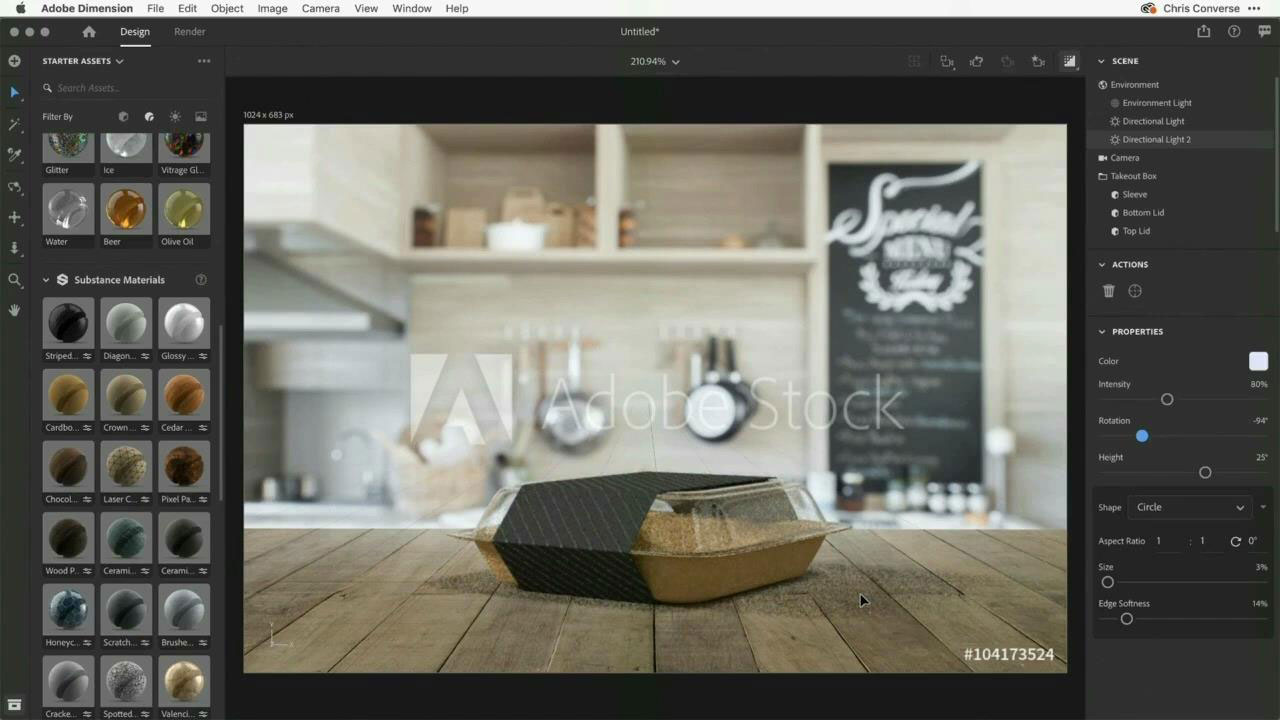 Adobe Dimension File Edit Object Image Camera View Window Help Chris Converse
Design Render Untitled*
STARTER ASSETS
Search Assets...
Filter By
Glitter Ice Vitrage Gl...
Water Beer Olive Oil
Substance Materials
Striped... Diagon... Glossy ...
Cardbo... Crown ... Cedar ...
Chocol... Laser C... Pixel Pa...
Wood P... Cerami... Cerami...
Honeyc... Scratch... Brushe...
Cracke... Spotted... Valenci...
210.94%
1024 x 683 px
Special
MENU
Today
Adobe Stock
#104173524
SCENE
Environment
Environment Light
Directional Light
Directional Light 2
Camera
Takeout Box
Sleeve
Bottom Lid
Top Lid
ACTIONS
PROPERTIES
Color
Intensity 80%
Rotation -94°
Height 25°
Shape Circle
Aspect Ratio 1 : 1 0°
Size 3%
Edge Softness 14%